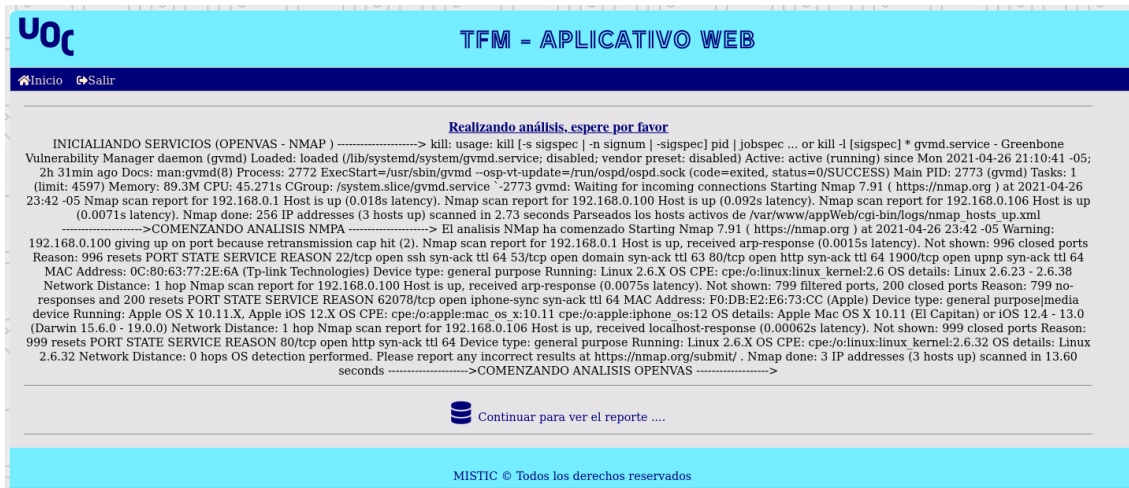 UOC
TFM - APLICATIVO WEB
Inicio Salir
Realizando análisis, espere por favor
INICIALIANDO SERVICIOS (OPENVAS - NMAP ) ---------------------> kill: usage: kill [-s sigspec | -n signum | -sigspec] pid | jobspec ... or kill -l [sigspec] * gvmd.service - Greenbone
Vulnerability Manager daemon (gvmd) Loaded: loaded (/lib/systemd/system/gvmd.service; disabled; vendor preset: disabled) Active: active (running) since Mon 2021-04-26 21:10:41 -05;
2h 31min ago Docs: man:gvmd(8) Process: 2772 ExecStart=/usr/sbin/gvmd --osp-vt-update=/run/ospd/ospd.sock (code=exited, status=0/SUCCESS) Main PID: 2773 (gvmd) Tasks: 1
(limit: 4597) Memory: 89.3M CPU: 45.271s CGroup: /system.slice/gvmd.service `-2773 gvmd: Waiting for incoming connections Starting Nmap 7.91 ( https://nmap.org ) at 2021-04-26
23:42 -05 Nmap scan report for 192.168.0.1 Host is up (0.018s latency). Nmap scan report for 192.168.0.100 Host is up (0.092s latency). Nmap scan report for 192.168.0.106 Host is up
(0.0071s latency). Nmap done: 256 IP addresses (3 hosts up) scanned in 2.73 seconds Parseados los hosts activos de /var/www/appWeb/cgi-bin/logs/nmap_hosts_up.xml
--------------------->COMENZANDO ANALISIS NMPA ---------------------> El analisis NMap ha comenzado Starting Nmap 7.91 ( https://nmap.org ) at 2021-04-26 23:42 -05 Warning:
192.168.0.100 giving up on port because retransmission cap hit (2). Nmap scan report for 192.168.0.1 Host is up, received arp-response (0.0015s latency). Not shown: 996 closed ports
Reason: 996 resets PORT STATE SERVICE REASON 22/tcp open ssh syn-ack ttl 64 53/tcp open domain syn-ack ttl 63 80/tcp open http syn-ack ttl 64 1900/tcp open upnp syn-ack ttl 64
MAC Address: 0C:80:63:77:2E:6A (Tp-link Technologies) Device type: general purpose Running: Linux 2.6.X OS CPE: cpe:/o:linux:linux_kernel:2.6 OS details: Linux 2.6.23 - 2.6.38
Network Distance: 1 hop Nmap scan report for 192.168.0.100 Host is up, received arp-response (0.0075s latency). Not shown: 799 filtered ports, 200 closed ports Reason: 799 no-
responses and 200 resets PORT STATE SERVICE REASON 62078/tcp open iphone-sync syn-ack ttl 64 MAC Address: F0:DB:E2:E6:73:CC (Apple) Device type: general purpose|media
device Running: Apple OS X 10.11.X, Apple iOS 12.X OS CPE: cpe:/o:apple:mac_os_x:10.11 cpe:/o:apple:iphone_os:12 OS details: Apple Mac OS X 10.11 (El Capitan) or iOS 12.4 - 13.0
(Darwin 15.6.0 - 19.0.0) Network Distance: 1 hop Nmap scan report for 192.168.0.106 Host is up, received localhost-response (0.00062s latency). Not shown: 999 closed ports Reason:
999 resets PORT STATE SERVICE REASON 80/tcp open http syn-ack ttl 64 Device type: general purpose Running: Linux 2.6.X OS CPE: cpe:/o:linux:linux_kernel:2.6.32 OS details: Linux
2.6.32 Network Distance: 0 hops OS detection performed. Please report any incorrect results at https://nmap.org/submit/ . Nmap done: 3 IP addresses (3 hosts up) scanned in 13.60
seconds --------------------->COMENZANDO ANALISIS OPENVAS ------------------->
Continuar para ver el reporte ....
MISTIC © Todos los derechos reservados